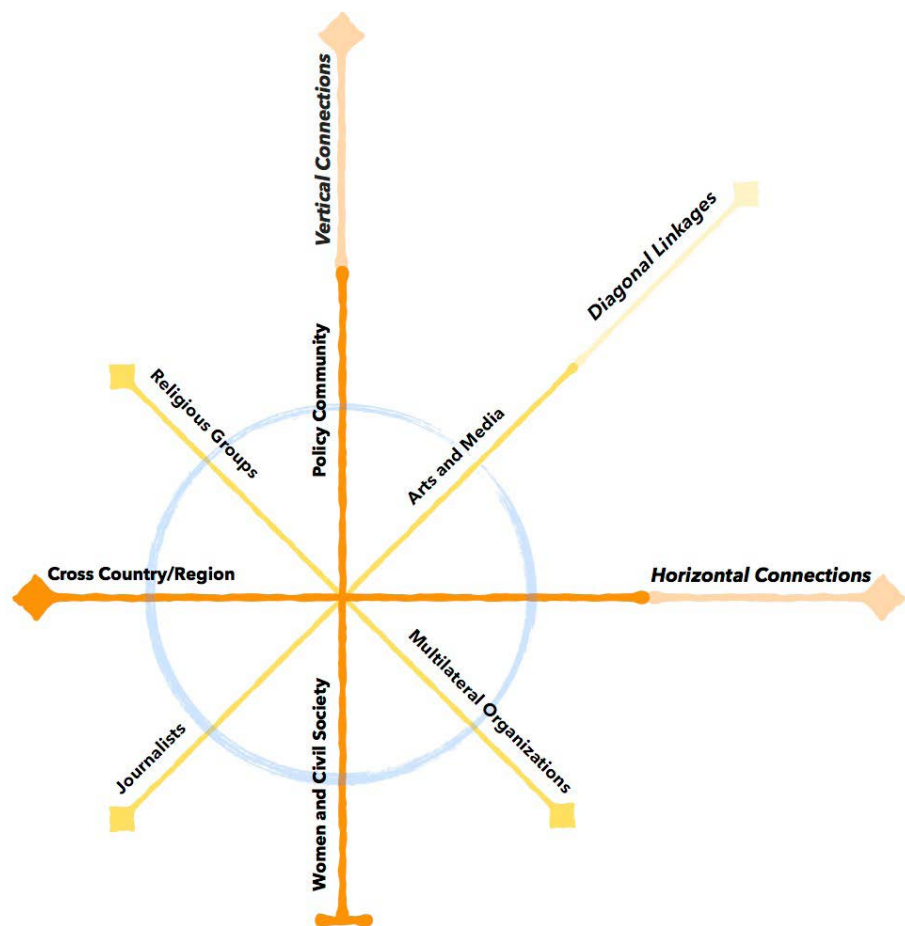 Vertical Connections
Diagonal Linkages
Policy Community
Religious Groups
Arts and Media
Cross Country/Region
Horizontal Connections
Multilateral Organizations
Journalists
Women and Civil Society